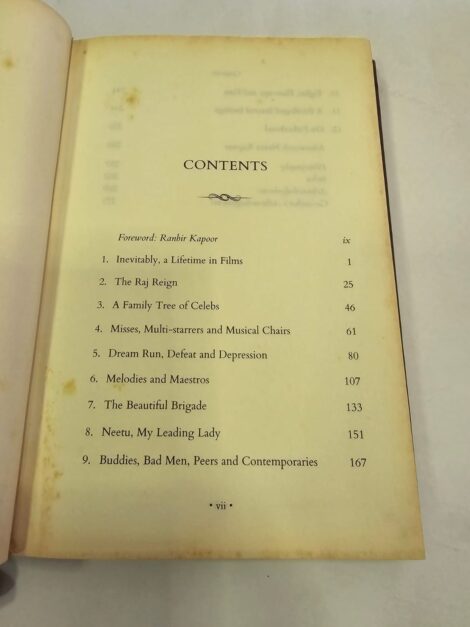 CONTENTS
Foreword: Ranbir Kapoor ix
1. Inevitably, a Lifetime in Films 1
2. The Raj Reign 25
3. A Family Tree of Celebs 46
4. Misses, Multi-starrers and Musical Chairs 61
5. Dream Run, Defeat and Depression 80
6. Melodies and Maestros 107
7. The Beautiful Brigade 133
8. Neetu, My Leading Lady 151
9. Buddies, Bad Men, Peers and Contemporaries 167
• vii •